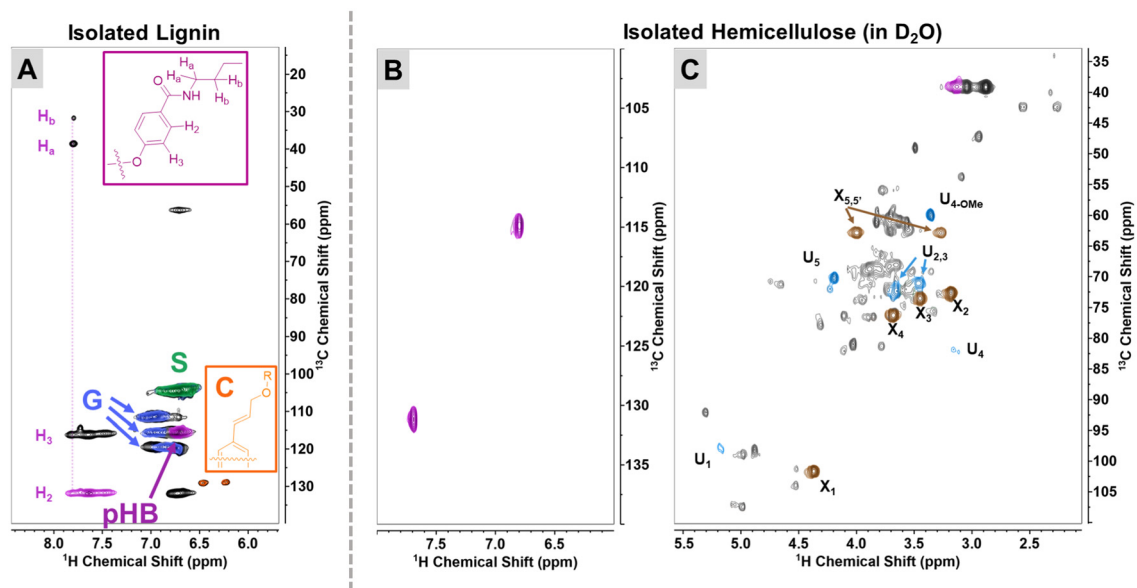 Isolated Lignin
Isolated Hemicellulose (in D2O)
A
Ha
Ha
Hb
Hb
O
NH
H2
O
H3
Hb
Ha
H3
H2
S
G
pHB
C
R
O
20
30
40
50
60
70
80
90
100
110
120
130
13C Chemical Shift (ppm)
8.0
7.5
7.0
6.5
6.0
1H Chemical Shift (ppm)
B
105
110
115
120
125
130
135
13C Chemical Shift (ppm)
7.5
7.0
6.5
1H Chemical Shift (ppm)
C
X5,5'
U4-OMe
U5
U2,3
X4
X3
X2
U4
U1
X1
35
40
45
50
55
60
65
70
75
80
85
90
95
100
105
13C Chemical Shift (ppm)
5.5
5.0
4.5
4.0
3.5
3.0
2.5
1H Chemical Shift (ppm)